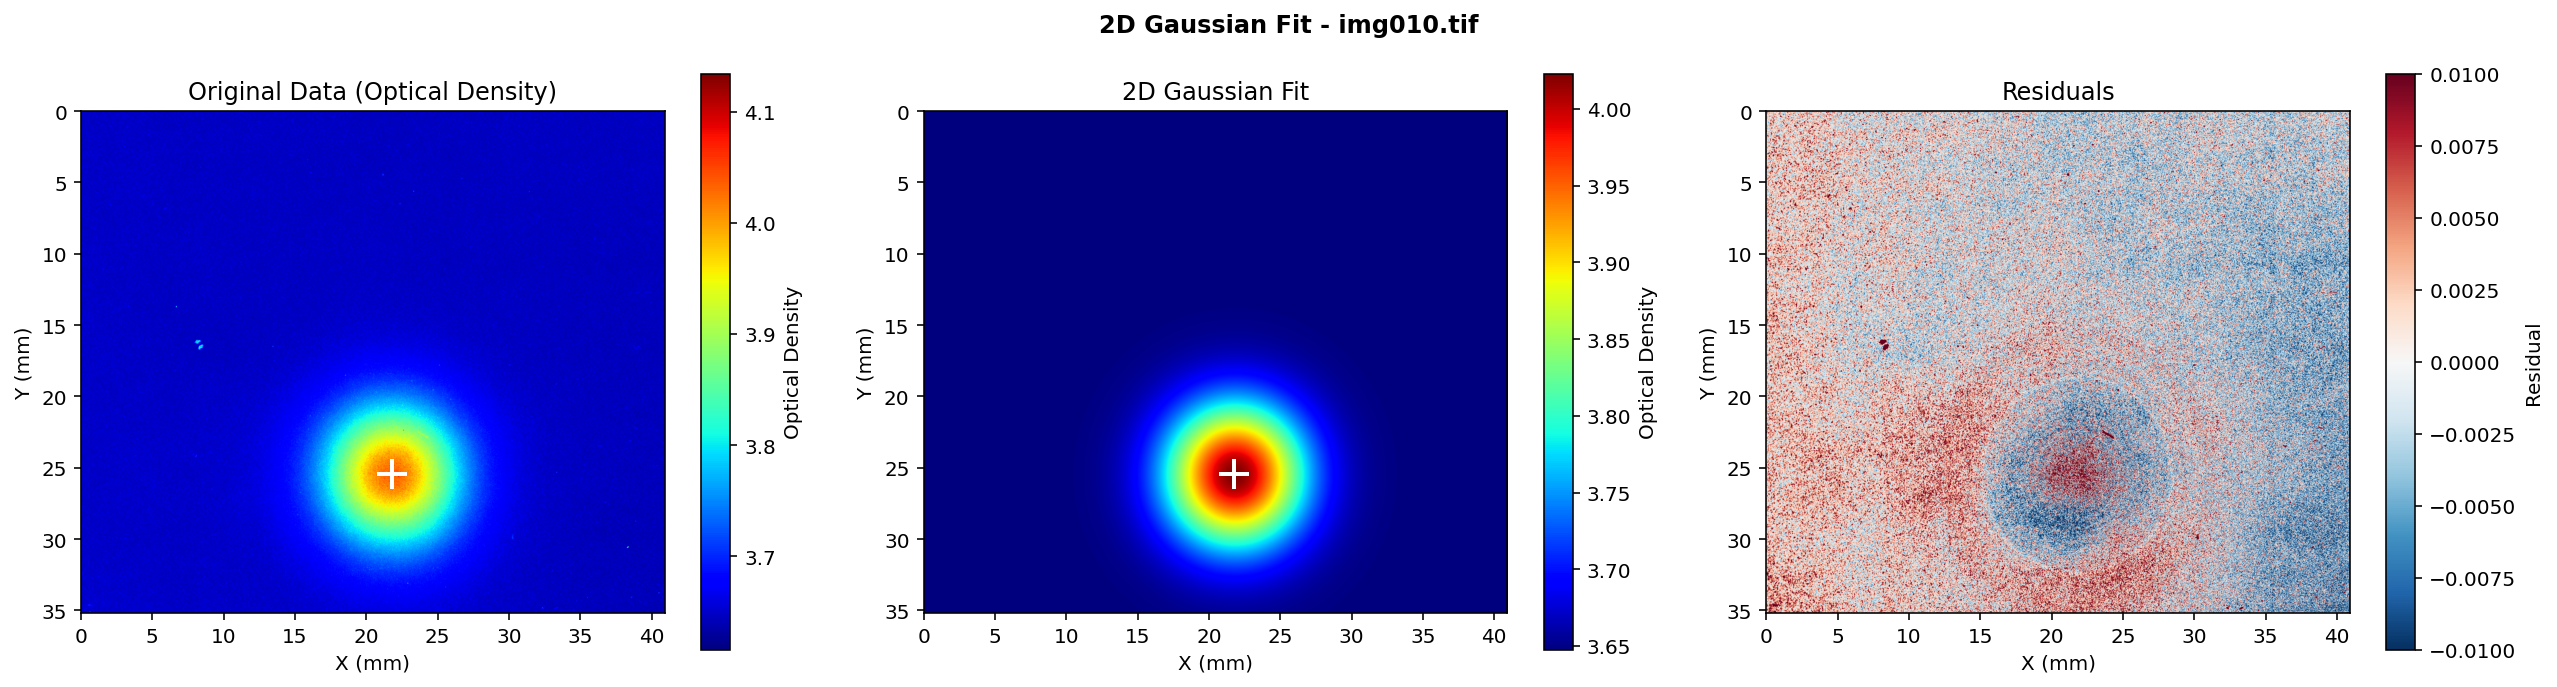 2D Gaussian Fit - img010.tif
Original Data (Optical Density)
0
5
10
15
20
25
30
35
Y (mm)
0 5 10 15 20 25 30 35 40
X (mm)
4.1
4.0
3.9
3.8
3.7
Optical Density
2D Gaussian Fit
0
5
10
15
20
25
30
35
Y (mm)
0 5 10 15 20 25 30 35 40
X (mm)
4.00
3.95
3.90
3.85
3.80
3.75
3.70
3.65
Optical Density
Residuals
0
5
10
15
20
25
30
35
Y (mm)
0 5 10 15 20 25 30 35 40
X (mm)
0.0100
0.0075
0.0050
0.0025
0.0000
−0.0025
−0.0050
−0.0075
−0.0100
Residual